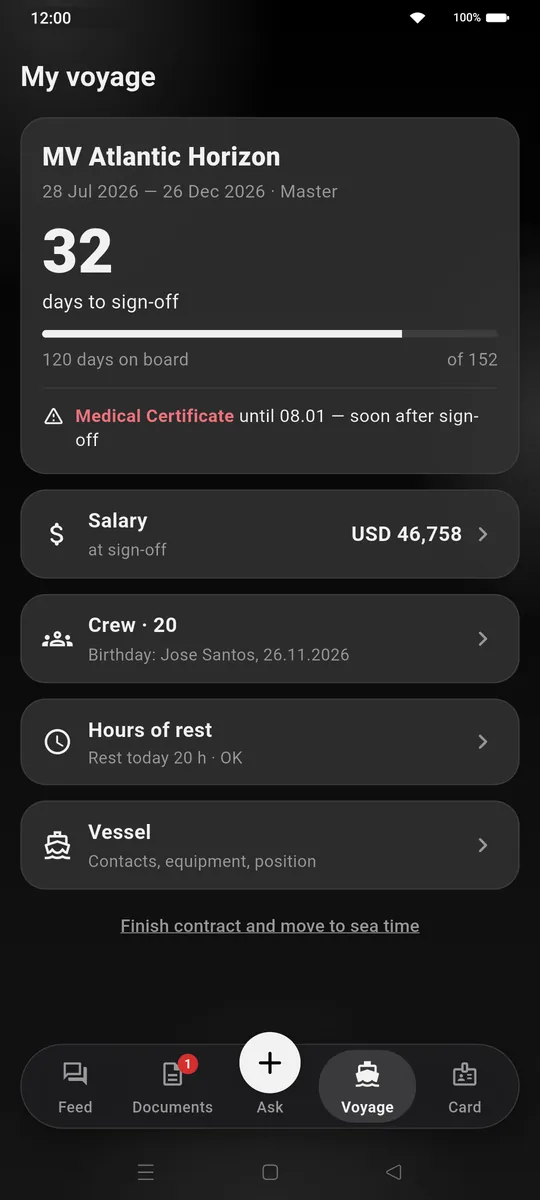 12:00
100%
My voyage
MV Atlantic Horizon
28 Jul 2026 — 26 Dec 2026 · Master
32
days to sign-off
120 days on board
of 152
Medical Certificate until 08.01 — soon after sign-
off
Salary
at sign-off
USD 46,758
Crew · 20
Birthday: Jose Santos, 26.11.2026
Hours of rest
Rest today 20 h · OK
Vessel
Contacts, equipment, position
Finish contract and move to sea time
1
Feed
Documents
Ask
Voyage
Card